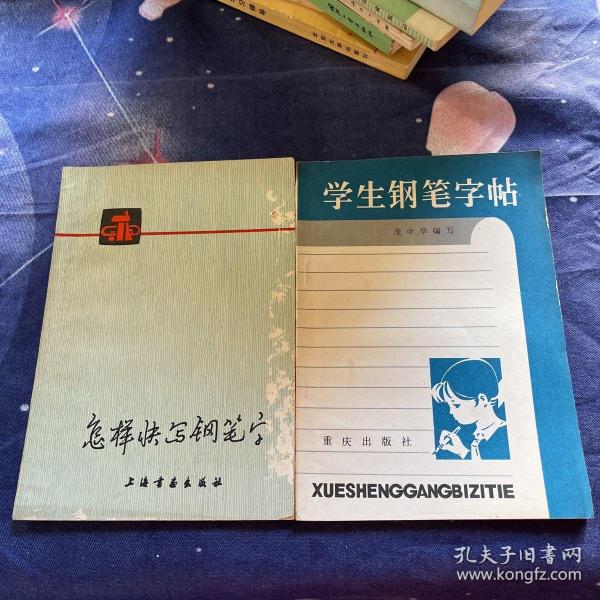 怎样快写钢笔字
上海书画出版社
学生钢笔字帖
庞中华编写
重庆出版社
XUESHENGGANGBIZITIE
孔夫子旧书网
www.kongfz.com